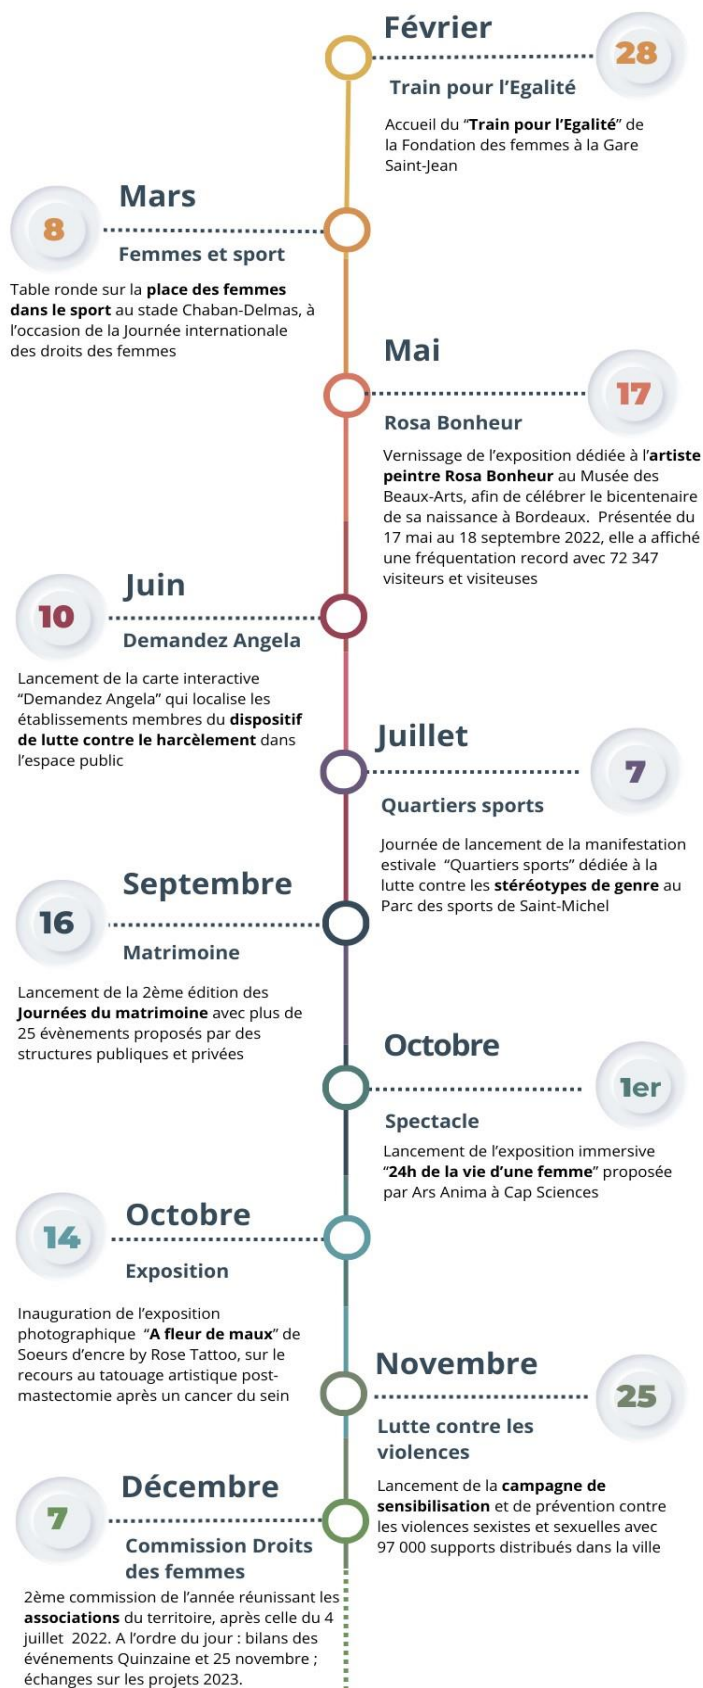 Février
28
Train pour l’Egalité
Accueil du “Train pour l’Egalité” de
la Fondation des femmes à la Gare
Saint-Jean
Mars
8
Femmes et sport
Table ronde sur la place des femmes
dans le sport au stade Chaban-Delmas, à
l’occasion de la Journée internationale
des droits des femmes
Mai
17
Rosa Bonheur
Vernissage de l’exposition dédiée à l’artiste
peintre Rosa Bonheur au Musée des
Beaux-Arts, afin de célébrer le bicentenaire
de sa naissance à Bordeaux. Présentée du
17 mai au 18 septembre 2022, elle a affiché
une fréquentation record avec 72 347
visiteurs et visiteuses
Juin
10
Demandez Angela
Lancement de la carte interactive
“Demandez Angela” qui localise les
établissements membres du dispositif
de lutte contre le harcèlement dans
l’espace public
Juillet
7
Quartiers sports
Journée de lancement de la manifestation
estivale “Quartiers sports” dédiée à la
lutte contre les stéréotypes de genre au
Parc des sports de Saint-Michel
Septembre
16
Matrimoine
Lancement de la 2ème édition des
Journées du matrimoine avec plus de
25 évènements proposés par des
structures publiques et privées
Octobre
1er
Spectacle
Lancement de l’exposition immersive
“24h de la vie d’une femme” proposée
par Ars Anima à Cap Sciences
Octobre
14
Exposition
Inauguration de l’exposition
photographique “A fleur de maux” de
Soeurs d’encre by Rose Tattoo, sur le
recours au tatouage artistique post-
mastectomie après un cancer du sein
Novembre
25
Lutte contre les
violences
Lancement de la campagne de
sensibilisation et de prévention contre
les violences sexistes et sexuelles avec
97 000 supports distribués dans la ville
Décembre
7
Commission Droits
des femmes
2ème commission de l’année réunissant les
associations du territoire, après celle du 4
juillet 2022. A l’ordre du jour : bilans des
événements Quinzaine et 25 novembre ;
échanges sur les projets 2023.